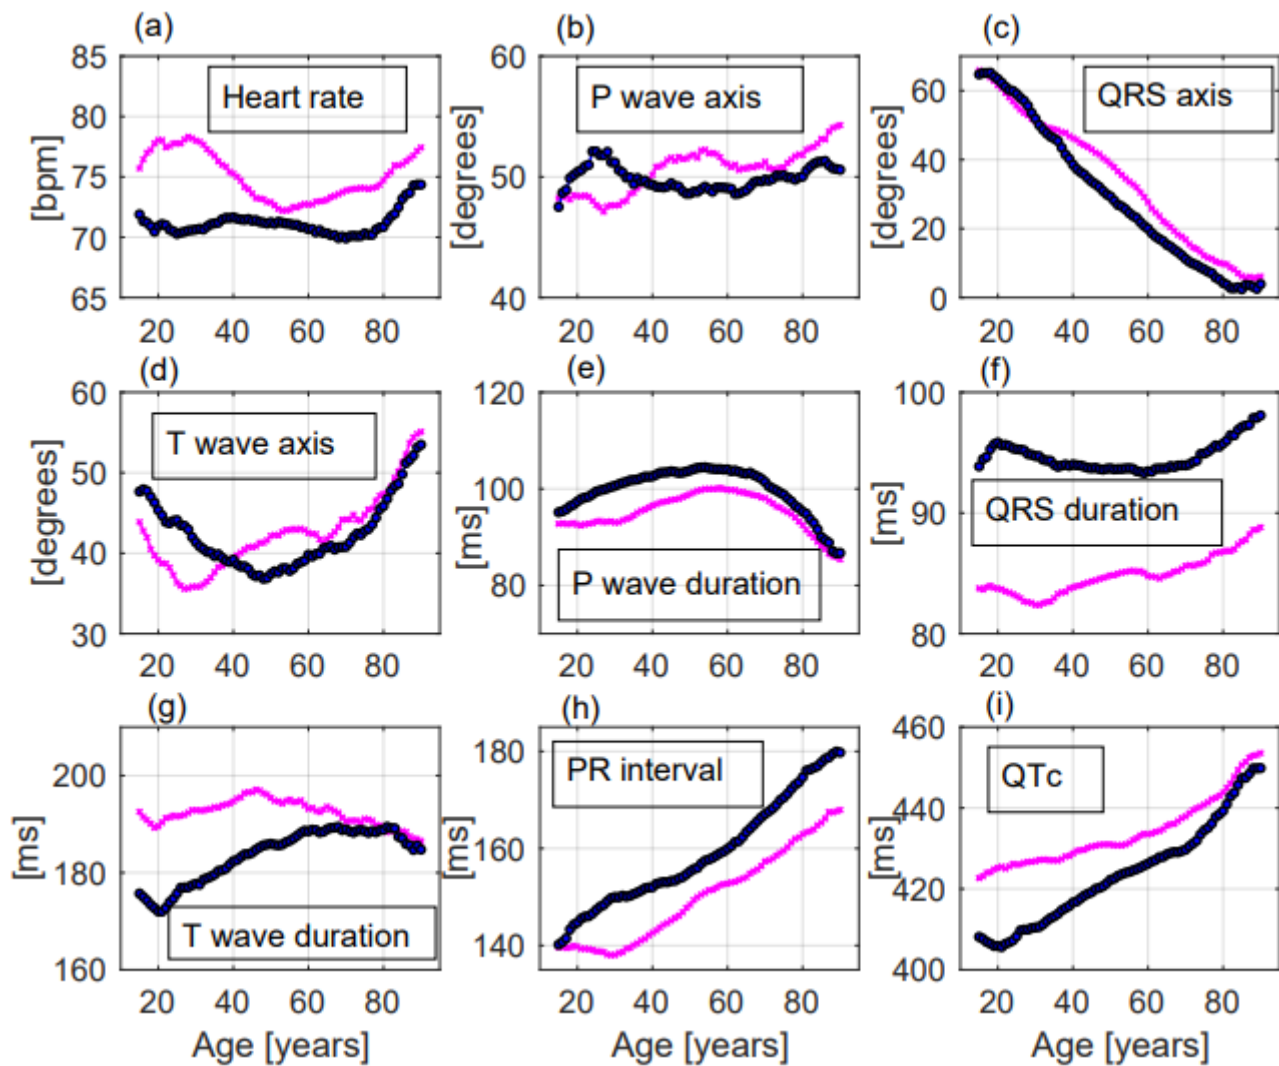 (a)
(b)
(c)
85
80
75
70
65
[bpm]
Heart rate
20 40 60 80
60
50
40
[degrees]
P wave axis
20 40 60 80
60
40
20
0
[degrees]
QRS axis
20 40 60 80
(d)
(e)
(f)
60
50
40
30
[degrees]
T wave axis
20 40 60 80
120
100
80
[ms]
P wave duration
20 40 60 80
100
90
80
[ms]
QRS duration
20 40 60 80
(g)
(h)
(i)
200
180
160
[ms]
T wave duration
20 40 60 80
Age [years]
180
160
140
[ms]
PR interval
20 40 60 80
Age [years]
460
440
420
400
[ms]
QTc
20 40 60 80
Age [years]